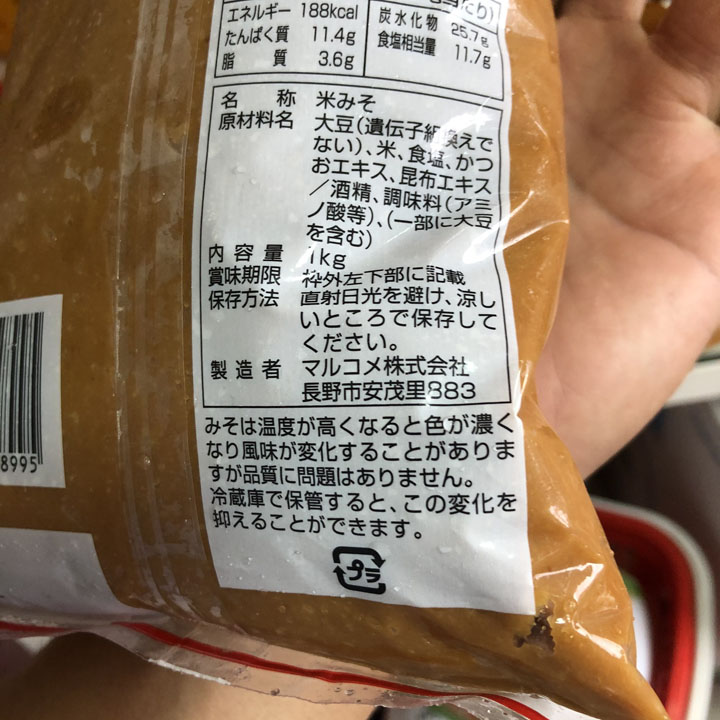 エネルギー 188kcal
たんぱく質 11.4g
脂質 3.6g
炭水化物 25.7g
食塩相当量 11.7g
名称 米みそ
原材料名 大豆(遺伝子組換えで
ない)、米、食塩、かつ
おエキス、昆布エキス
/酒精、調味料(アミ
ノ酸等)、(一部に大豆
を含む)
内容量 1kg
賞味期限 枠外左下部に記載
保存方法 直射日光を避け、涼し
いところで保存して
ください。
製造者 マルコメ株式会社
長野市安茂里883
みそは温度が高くなると色が濃く
なり風味が変化することがありま
すが品質に問題はありません。
冷蔵庫で保管すると、この変化を
抑えることができます。
プラ
8995